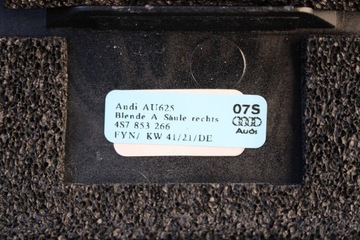 Audi AU625
Blende A Säule rechts
4S7 853 266
FYN/ KW 41/21/DE
07S
Audi